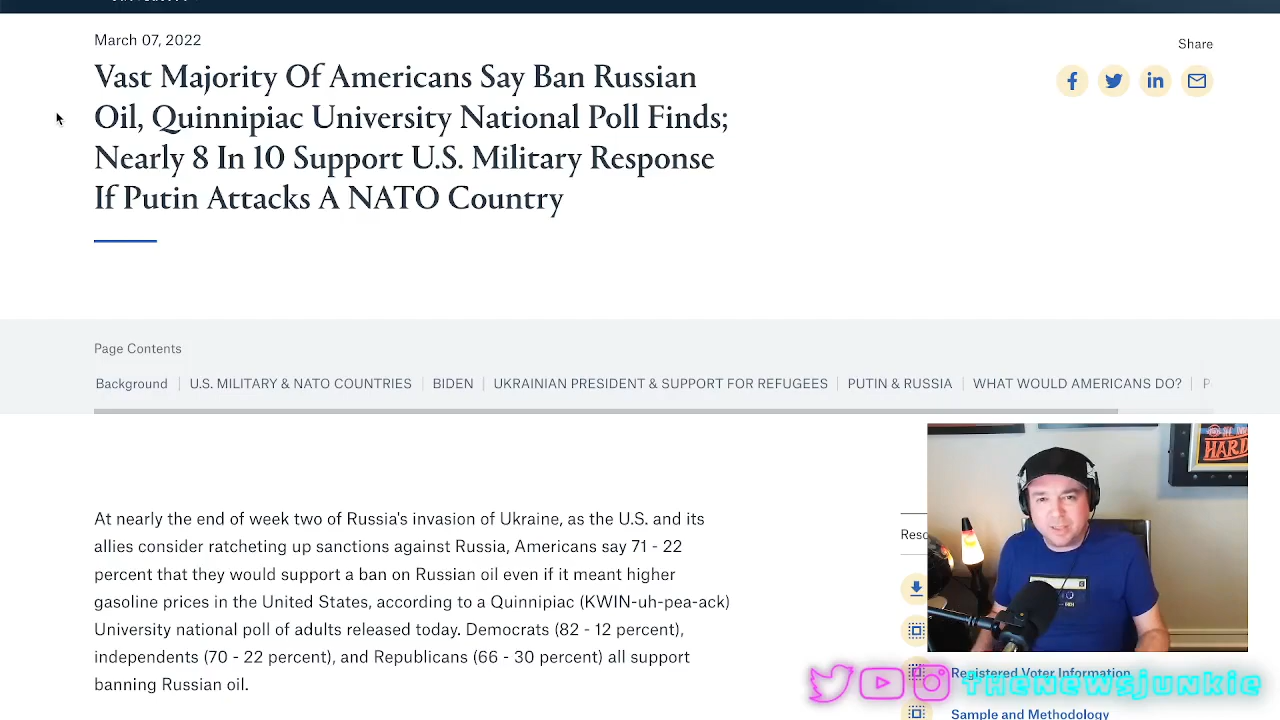 March 07, 2022
Share
Vast Majority Of Americans Say Ban Russian
Oil, Quinnipiac University National Poll Finds;
Nearly 8 In 10 Support U.S. Military Response
If Putin Attacks A NATO Country
Page Contents
Background | U.S. MILITARY & NATO COUNTRIES | BIDEN | UKRAINIAN PRESIDENT & SUPPORT FOR REFUGEES | PUTIN & RUSSIA | WHAT WOULD AMERICANS DO? | P
HARD
At nearly the end of week two of Russia's invasion of Ukraine, as the U.S. and its
allies consider ratcheting up sanctions against Russia, Americans say 71 - 22
percent that they would support a ban on Russian oil even if it meant higher
gasoline prices in the United States, according to a Quinnipiac (KWIN-uh-pea-ack)
University national poll of adults released today. Democrats (82 - 12 percent),
independents (70 - 22 percent), and Republicans (66 - 30 percent) all support
banning Russian oil.
Reso
Registered Voter Information
thenewsjunkie
Sample and Methodology